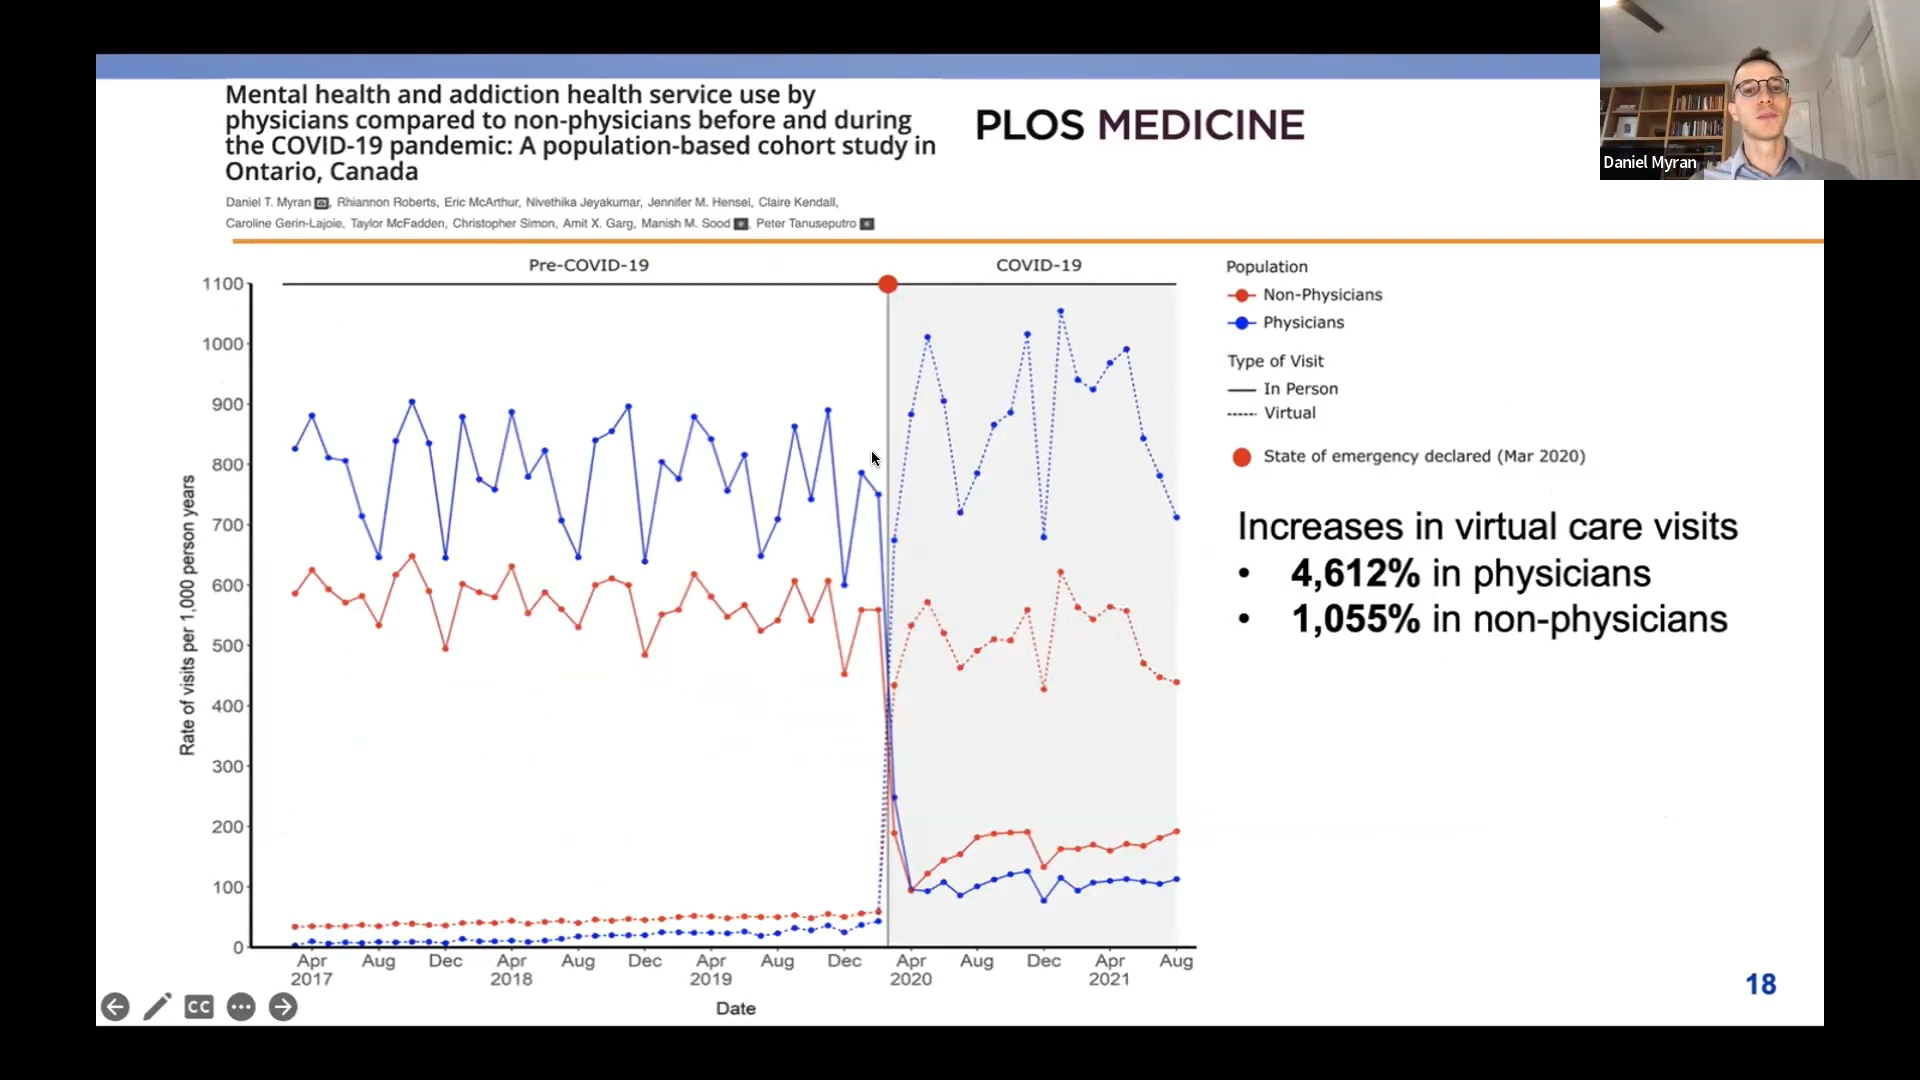 Mental health and addiction health service use by
physicians compared to non-physicians before and during
the COVID-19 pandemic: A population-based cohort study in
Ontario, Canada
Daniel T. Myran, Rhiannon Roberts, Eric McArthur, Nivethika Jeyakumar, Jennifer M. Hensel, Claire Kendall,
Caroline Gerin-Lajoie, Taylor McFadden, Christopher Simon, Amit X. Garg, Manish M. Sood, Peter Tanuseputro
PLOS MEDICINE
Daniel Myran
Pre-COVID-19
COVID-19
1100
1000
900
800
700
600
500
400
300
200
100
0
Rate of visits per 1,000 person years
Apr 2017
Aug
Dec
Apr 2018
Aug
Dec
Apr 2019
Aug
Dec
Apr 2020
Aug
Dec
Apr 2021
Aug
Date
Population
Non-Physicians
Physicians
Type of Visit
In Person
Virtual
State of emergency declared (Mar 2020)
Increases in virtual care visits
• 4,612% in physicians
• 1,055% in non-physicians
18
CC